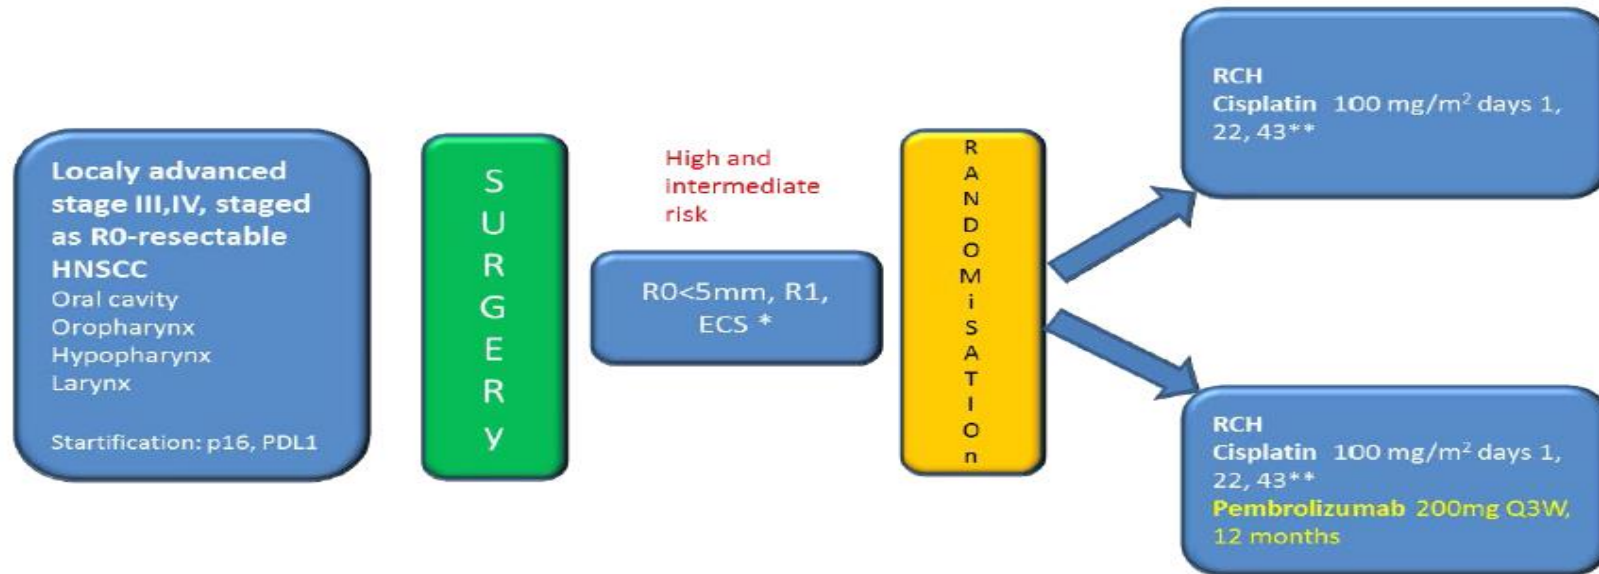 Localy advanced
stage III,IV, staged
as R0-resectable
HNSCC
Oral cavity
Oropharynx
Hypopharynx
Larynx
Startification: p16, PDL1
SURGERy
High and
intermediate
risk
R0<5mm, R1,
ECS *
RANDOMiSATIOn
RCH
Cisplatin 100 mg/m² days 1,
22, 43**
RCH
Cisplatin 100 mg/m² days 1,
22, 43**
Pembrolizumab 200mg Q3W,
12 months